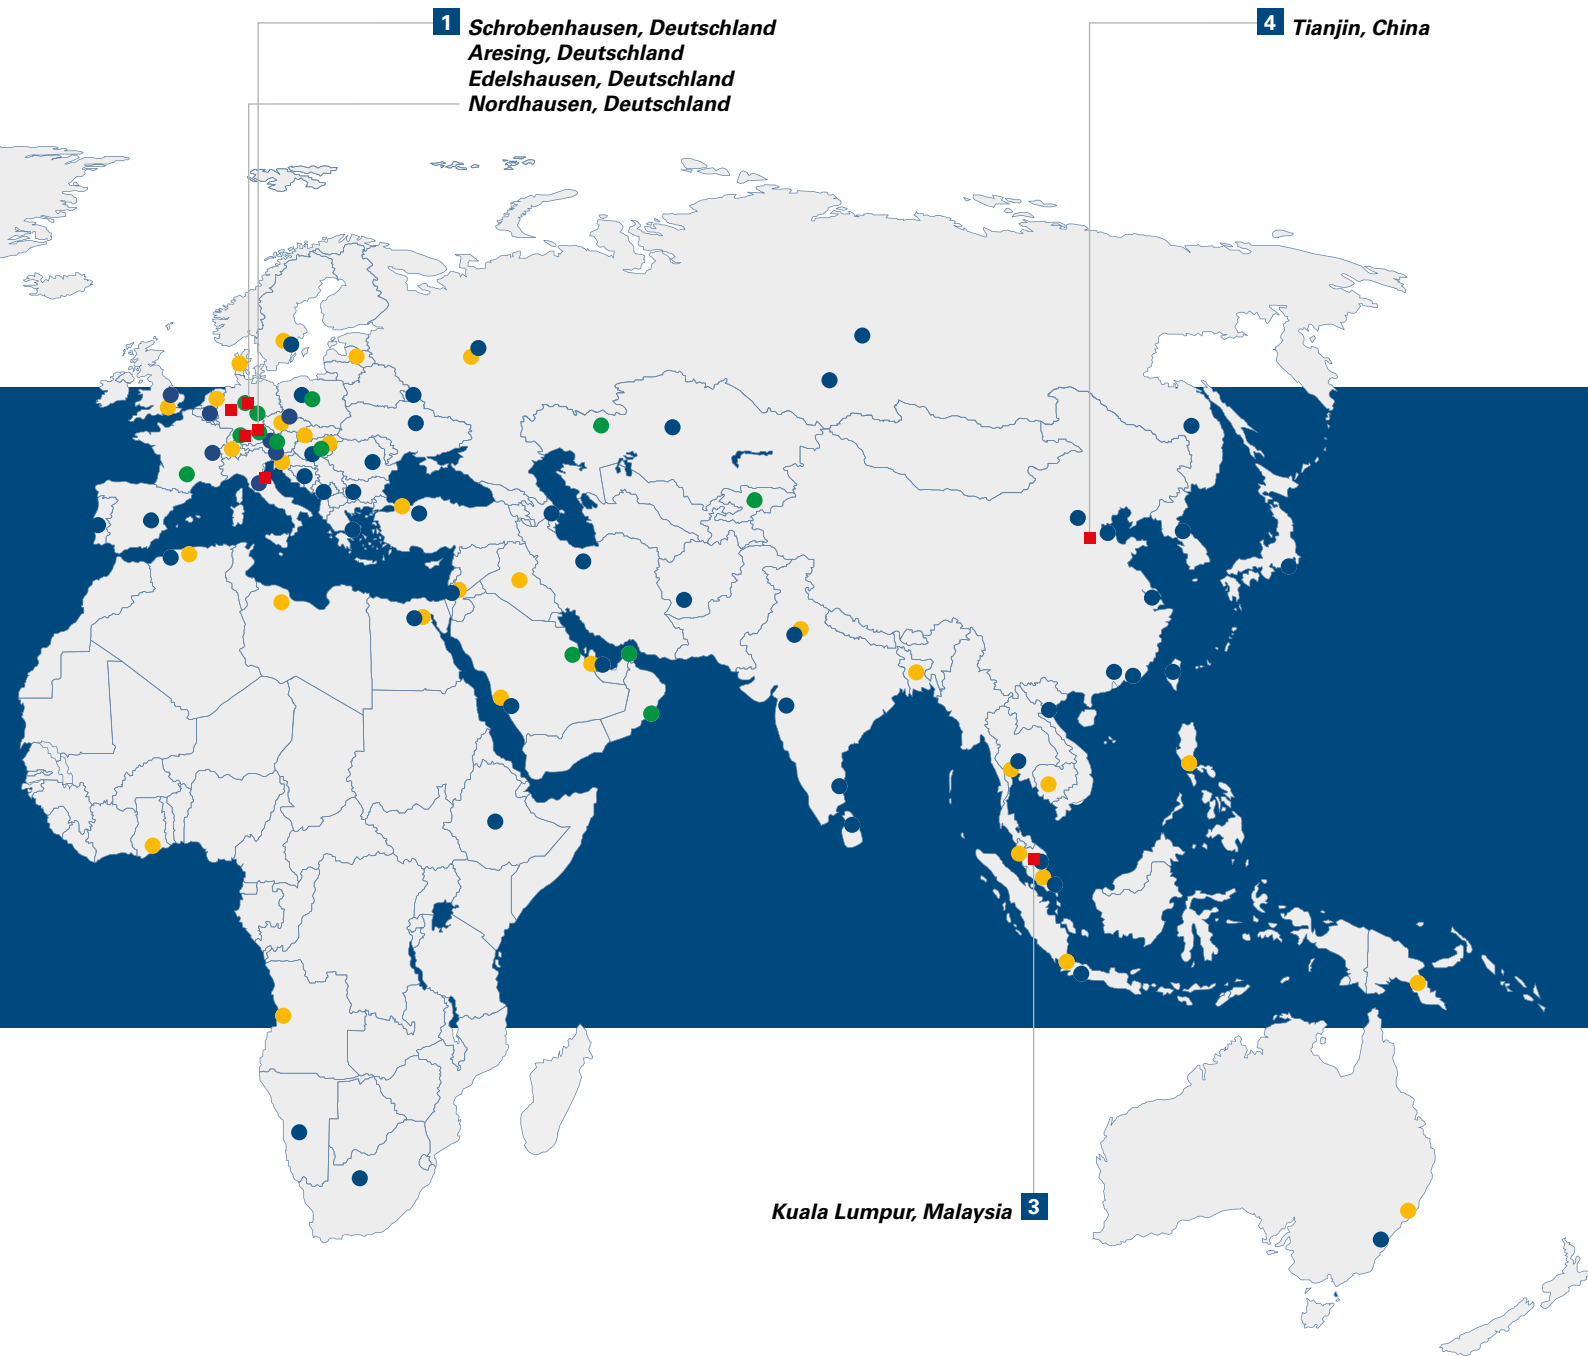 1
Schrobenhausen, Deutschland
Aresing, Deutschland
Edelshausen, Deutschland
Nordhausen, Deutschland
4
Tianjin, China
Kuala Lumpur, Malaysia
3